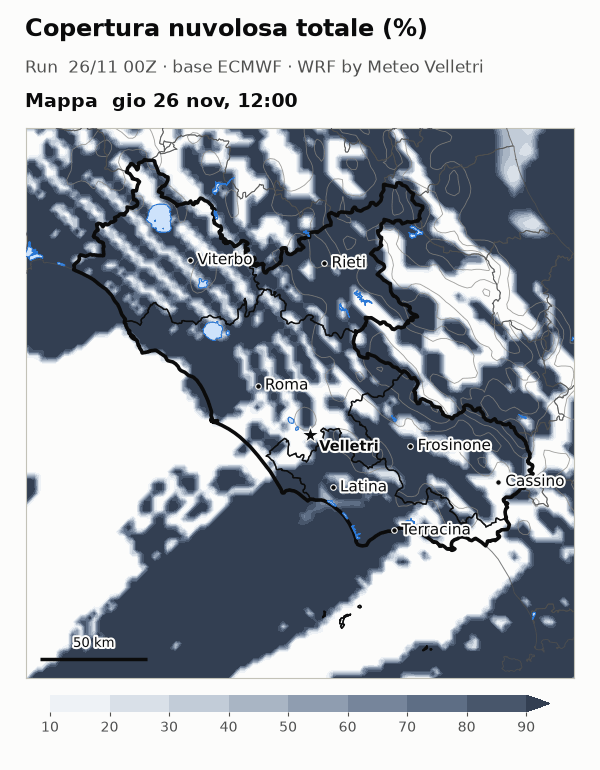 Copertura nuvolosa totale (%)
Run 26/11 00Z · base ECMWF · WRF by Meteo Velletri
Mappa gio 26 nov, 12:00
Viterbo
Rieti
Roma
Velletri
Frosinone
Latina
Cassino
Terracina
50 km
10 20 30 40 50 60 70 80 90